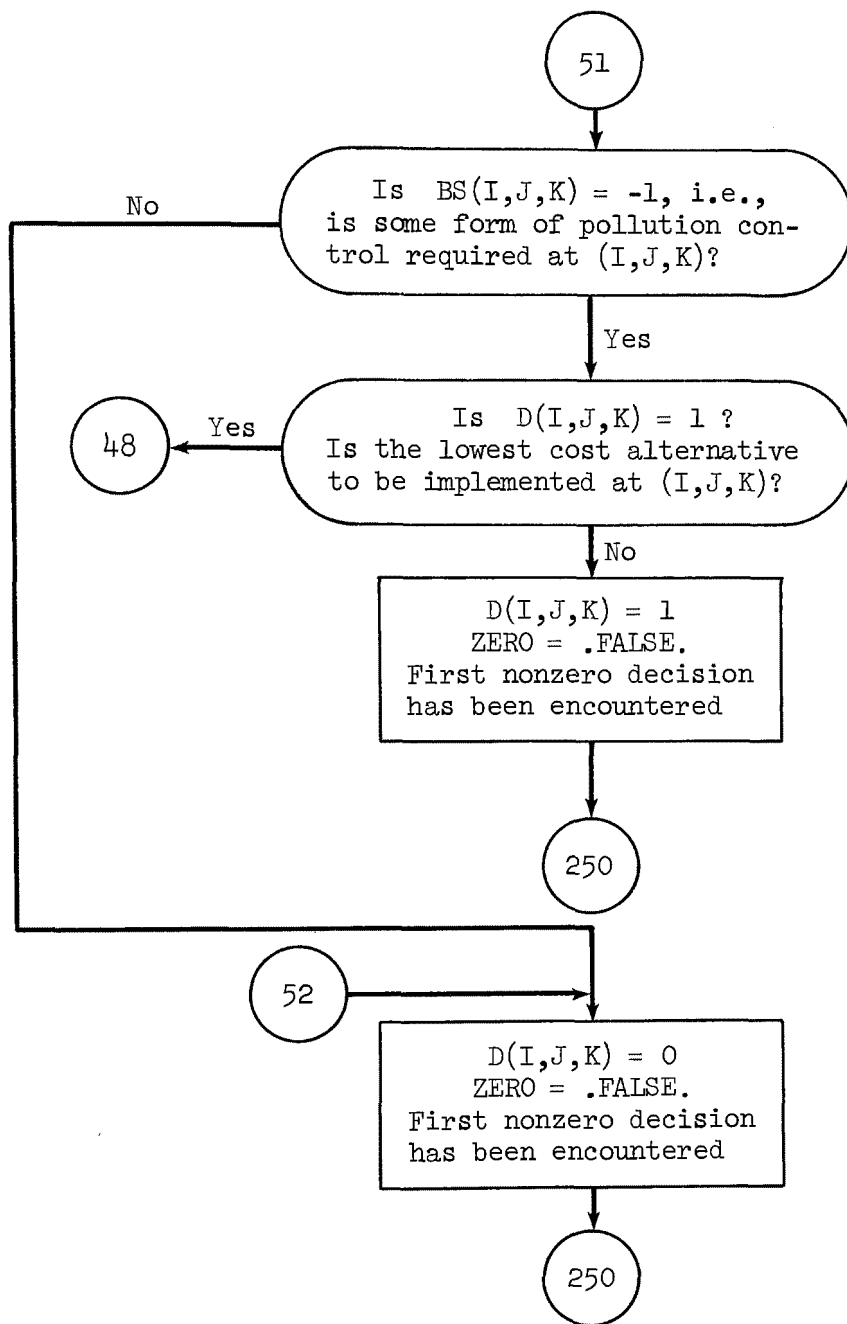 51
Is BS(I,J,K) = -1, i.e.,
is some form of pollution con-
trol required at (I,J,K)?
No
Yes
Is D(I,J,K) = 1 ?
Is the lowest cost alternative
to be implemented at (I,J,K)?
Yes
48
No
D(I,J,K) = 1
ZERO = .FALSE.
First nonzero decision
has been encountered
250
52
D(I,J,K) = 0
ZERO = .FALSE.
First nonzero decision
has been encountered
250